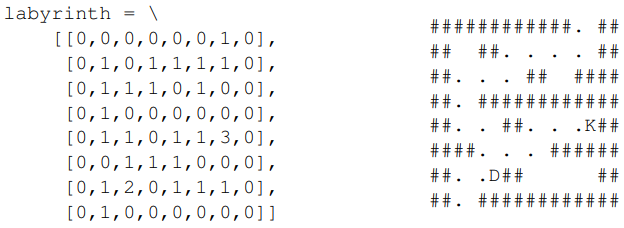 labyrinth = \
[[0,0,0,0,0,0,1,0],
[0,1,0,1,1,1,1,0],
[0,1,1,1,0,1,0,0],
[0,1,0,0,0,0,0,0],
[0,1,1,0,1,1,3,0],
[0,0,1,1,1,0,0,0],
[0,1,2,0,1,1,1,0],
[0,1,0,0,0,0,0,0]]
############. ##
##  ##. . . . ##
##. . . ##  ####
##. ############
##. . ##. . .K##
####. . . ######
##. .D##      ##
##. ############